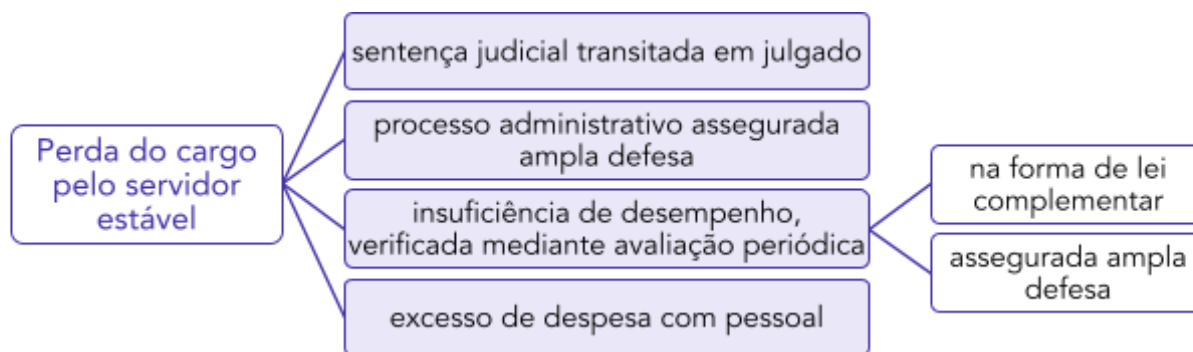 Perda do cargo
pelo servidor
estável
sentença judicial transitada em julgado
processo administrativo assegurada
ampla defesa
insuficiência de desempenho,
verificada mediante avaliação periódica
na forma de lei
complementar
assegurada ampla
defesa
excesso de despesa com pessoal